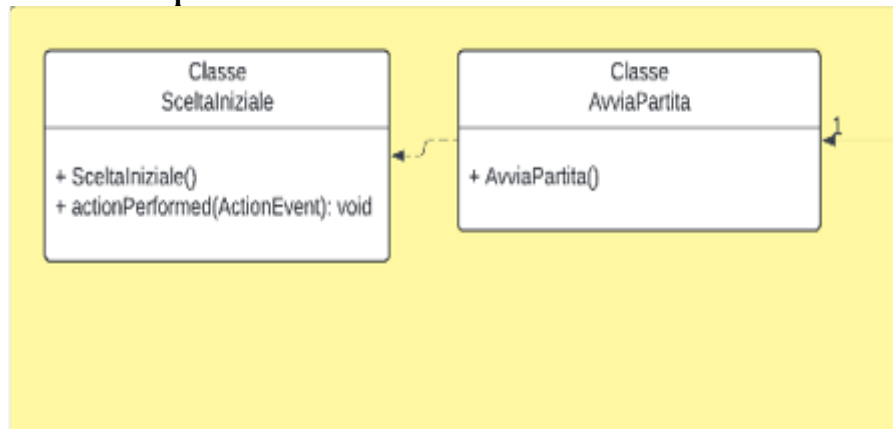 Classe
SceltaIniziale
+ SceltaIniziale()
+ actionPerformed(ActionEvent): void
Classe
AvviaPartita
+ AvviaPartita()
1